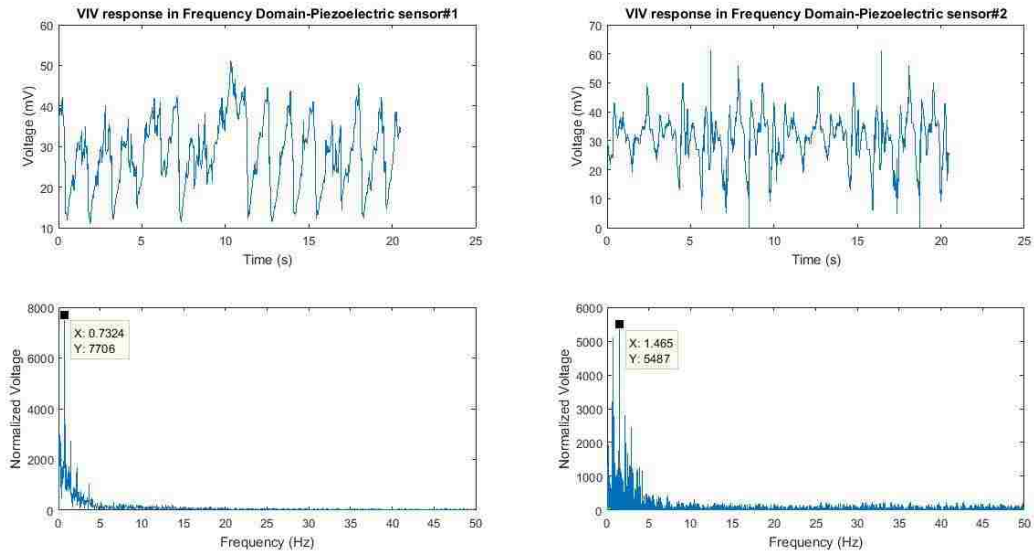 VIV response in Frequency Domain-Piezoelectric sensor#1
60
50
40
30
20
10
Voltage (mV)
0 5 10 15 20 25
Time (s)
VIV response in Frequency Domain-Piezoelectric sensor#2
70
60
50
40
30
20
10
0
Voltage (mV)
0 5 10 15 20 25
Time (s)
8000
6000
4000
2000
0
Normalized Voltage
X: 0.7324
Y: 7706
0 5 10 15 20 25 30 35 40 45 50
Frequency (Hz)
6000
5000
4000
3000
2000
1000
0
Normalized Voltage
X: 1.465
Y: 5487
0 5 10 15 20 25 30 35 40 45 50
Frequency (Hz)